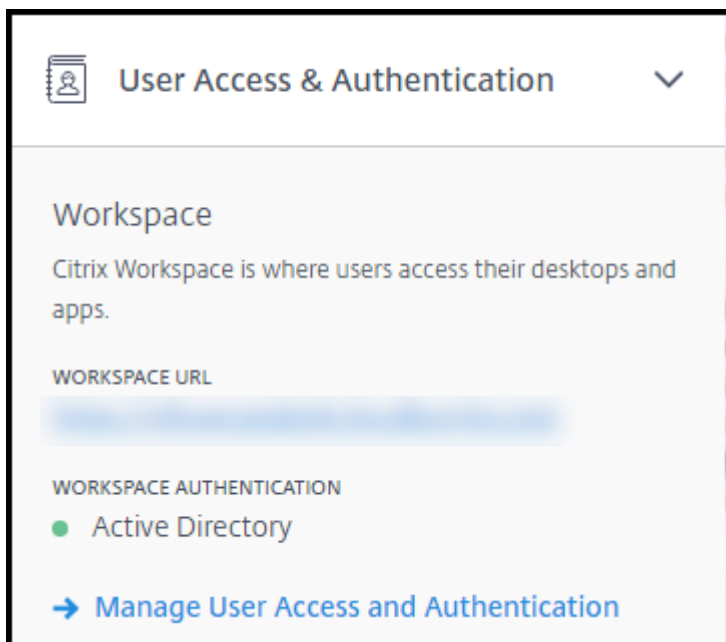 User Access & Authentication
Workspace
Citrix Workspace is where users access their desktops and
apps.
WORKSPACE URL
WORKSPACE AUTHENTICATION
Active Directory
Manage User Access and Authentication